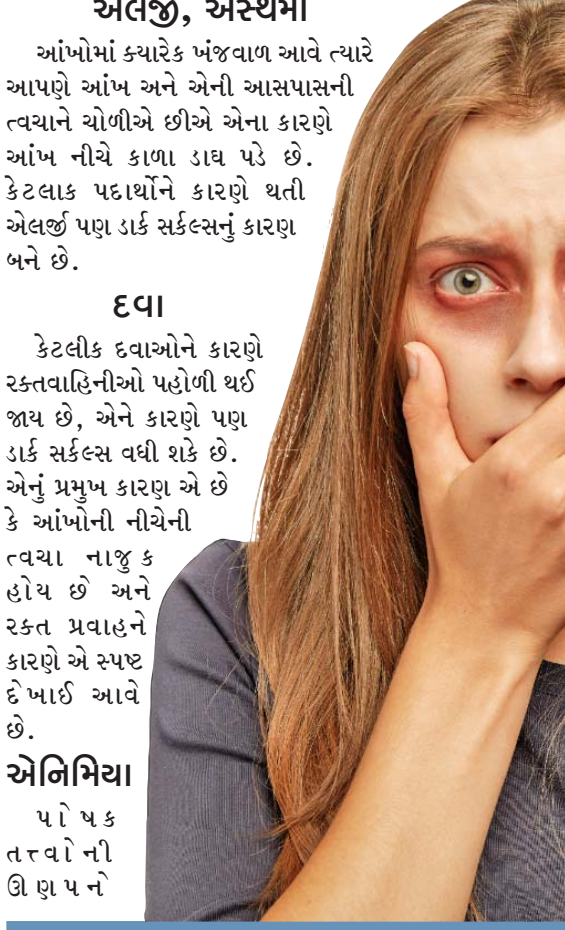 એલર્જી, અસ્થમા
આંખોમાં ક્યારેક ખંજવાળ આવે ત્યારે
આપણે આંખ અને એની આસપાસની
ત્વચાને ચોળીએ છીએ એના કારણે
આંખ નીચે કાળા ડાઘ પડે છે.
કેટલાક પદાર્થોને કારણે થતી
એલર્જી પણ ડાર્ક સર્કલ્સનું કારણ
બને છે.
દવા
કેટલીક દવાઓને કારણે
રક્તવાહિનીઓ પહોળી થઈ
જાય છે, એને કારણે પણ
ડાર્ક સર્કલ્સ વધી શકે છે.
એનું પ્રમુખ કારણ એ છે
કે આંખોની નીચેની
ત્વચા નાજુક
હોય છે અને
રક્ત પ્રવાહને
કારણે એ સ્પષ્ટ
દેખાઈ આવે
છે.
એનિમિયા
પોષક
તત્ત્વોની
ઊણપને